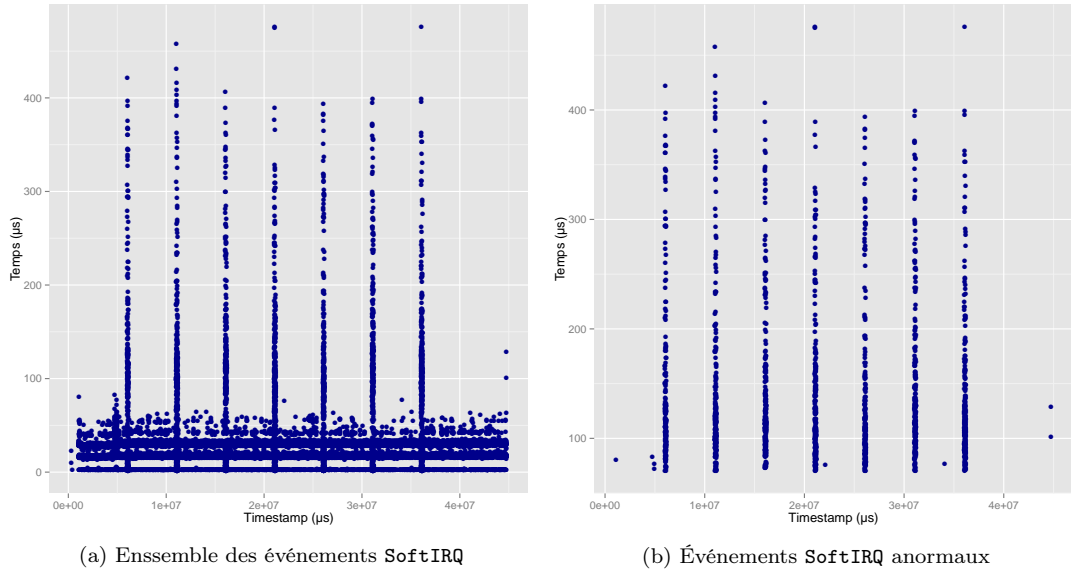 400
300
200
100
0
Temps (µs)
0e+00
1e+07
2e+07
3e+07
4e+07
Timestamp (µs)
(a) Enssemble des événements SoftIRQ
400
300
200
100
Temps (µs)
0e+00
1e+07
2e+07
3e+07
4e+07
Timestamp (µs)
(b) Événements SoftIRQ anormaux